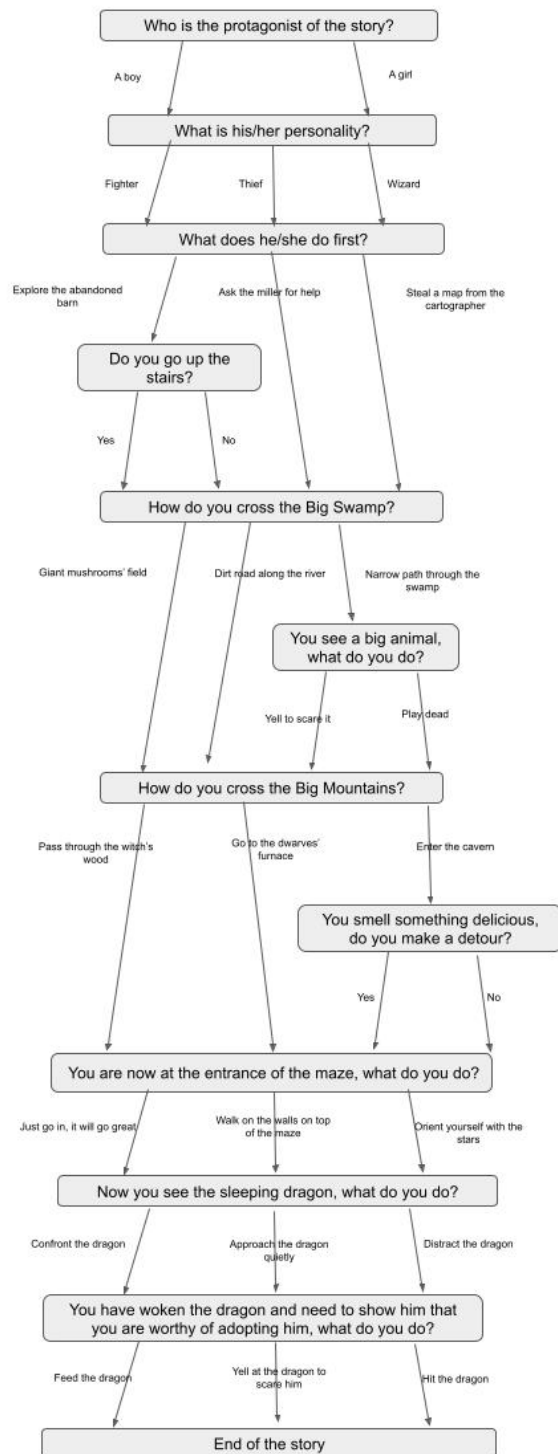 Who is the protagonist of the story?
A boy
A girl
What is his/her personality?
Fighter
Thief
Wizard
What does he/she do first?
Explore the abandoned
barn
Ask the miller for help
Steal a map from the
cartographer
Do you go up the
stairs?
Yes
No
How do you cross the Big Swamp?
Giant mushrooms' field
Dirt road along the river
Narrow path through the
swamp
You see a big animal,
what do you do?
Yell to scare it
Play dead
How do you cross the Big Mountains?
Pass through the witch's
wood
Go to the dwarves'
furnace
Enter the cavern
You smell something delicious,
do you make a detour?
Yes
No
You are now at the entrance of the maze, what do you do?
Just go in, it will go great
Walk on the walls on top
of the maze
Orient yourself with the
stars
Now you see the sleeping dragon, what do you do?
Confront the dragon
Approach the dragon
quietly
Distract the dragon
You have woken the dragon and need to show him that
you are worthy of adopting him, what do you do?
Feed the dragon
Yell at the dragon to
scare him
Hit the dragon
End of the story